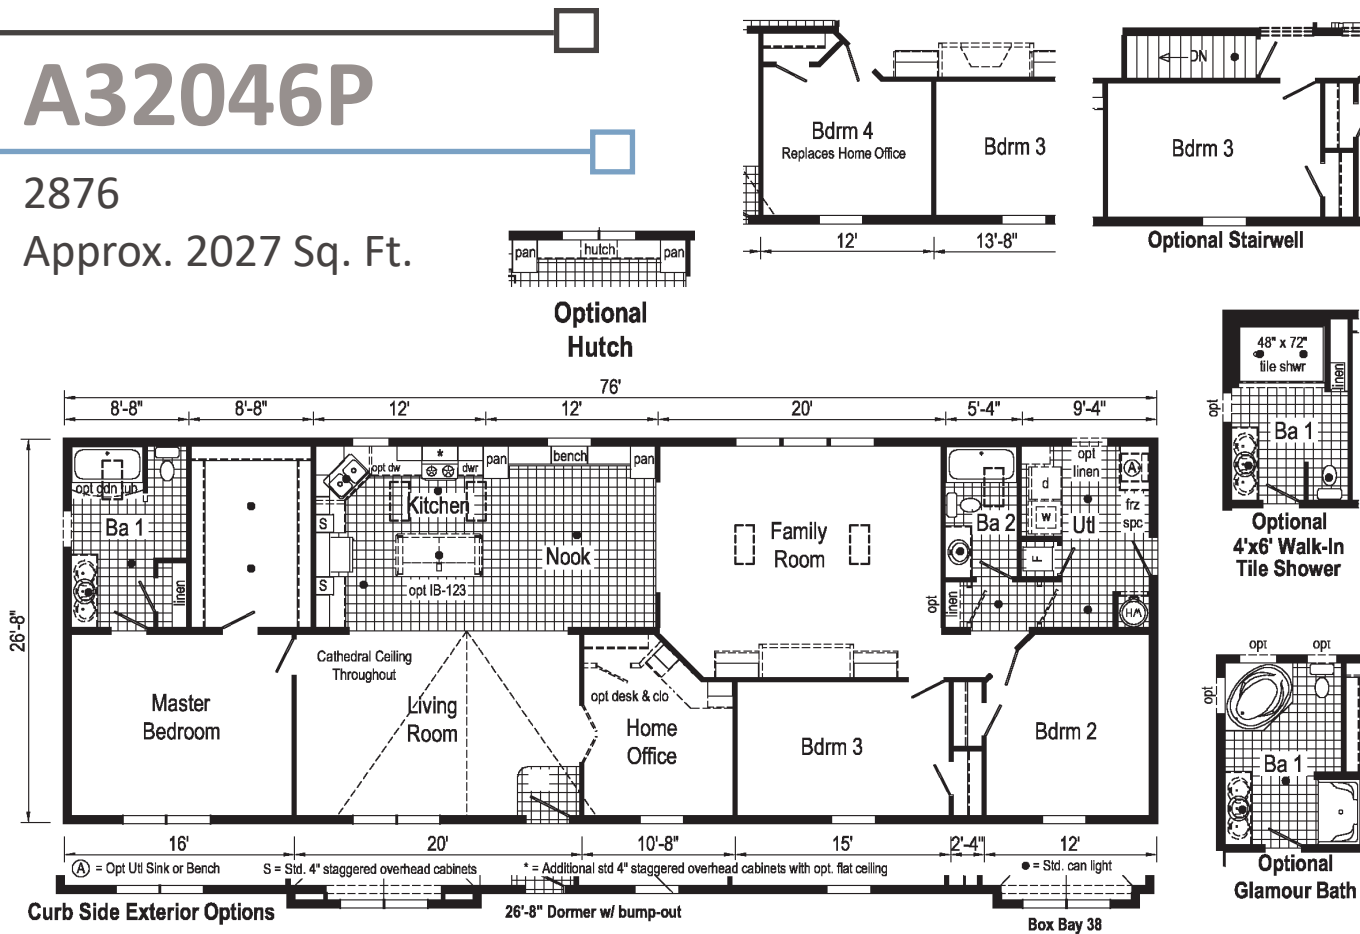 A32046P
2876
Approx. 2027 Sq. Ft.
Bdrm 4
Replaces Home Office
Bdrm 3
12'
13'-8"
DN
Bdrm 3
Optional Stairwell
pan
hutch
pan
Optional
Hutch
76'
8'-8"
8'-8"
12'
12'
20'
5'-4"
9'-4"
26'-8"
opt ddn tub
Ba 1
linen
opt dw
*
dwr
pan
bench
pan
Kitchen
S
S
Nook
opt IB-123
Family
Room
Ba 2
opt
linen
d
W
Utl
A
frz
spc
F
opt
linen
H/W
Master
Bedroom
Cathedral Ceiling
Throughout
Living
Room
opt desk & clo
Home
Office
Bdrm 3
Bdrm 2
16'
20'
10'-8"
15'
2'-4"
12'
A = Opt Utl Sink or Bench
S = Std. 4" staggered overhead cabinets
* = Additional std 4" staggered overhead cabinets with opt. flat ceiling
● = Std. can light
Curb Side Exterior Options
26'-8" Dormer w/ bump-out
Box Bay 38
48" x 72"
tile shwr
linen
opt
Ba 1
Optional
4'x6' Walk-In
Tile Shower
opt
opt
opt
Ba 1
Optional
Glamour Bath